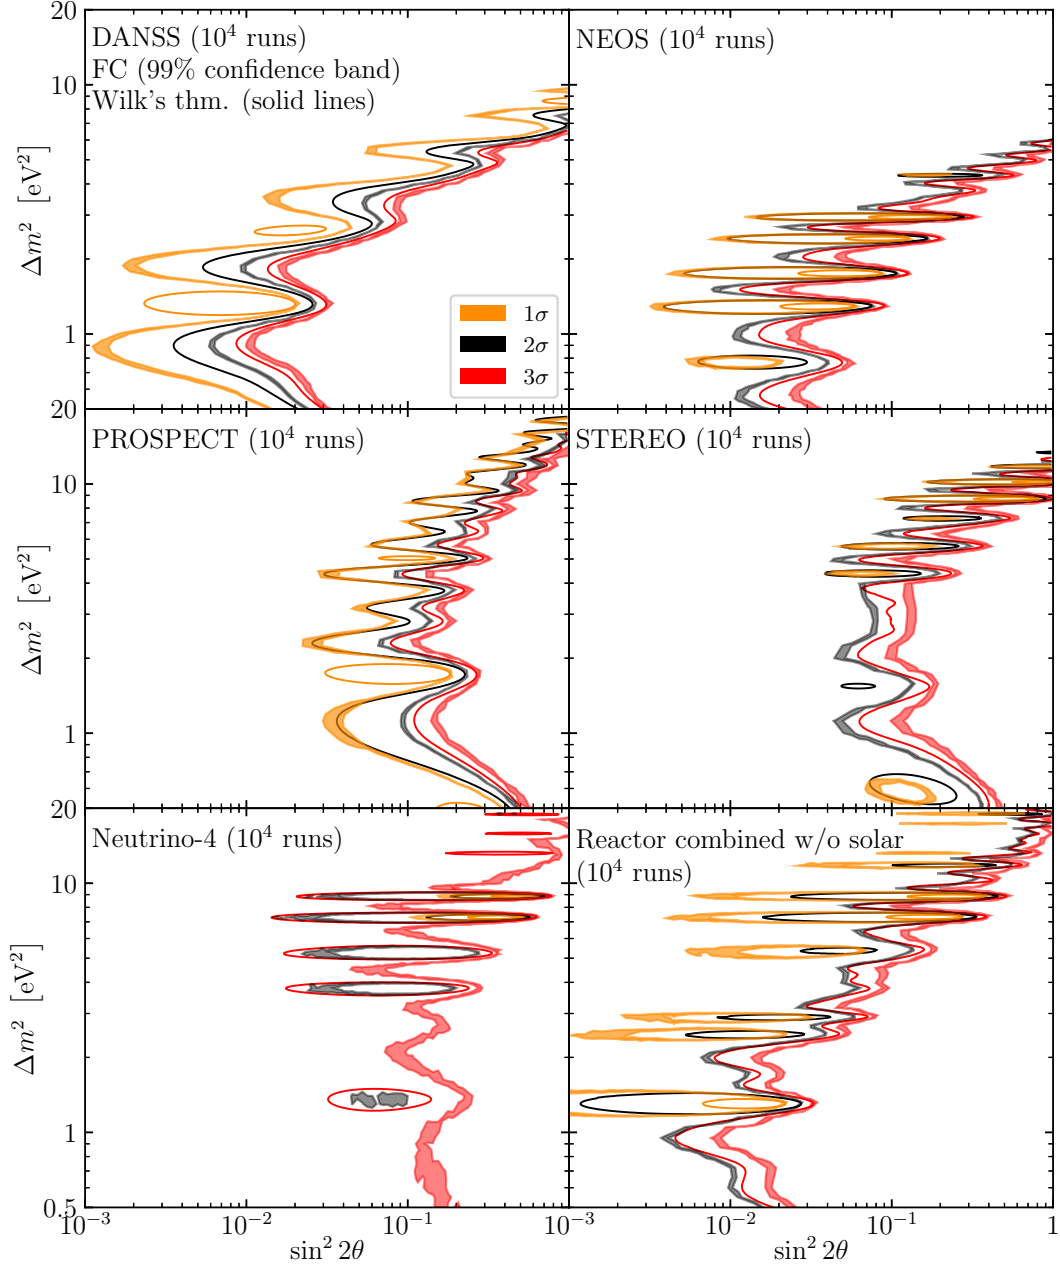 20
DANSS (10⁴ runs)
FC (99% confidence band)
Wilk's thm. (solid lines)
NEOS (10⁴ runs)
10
Δm² [eV²]
1σ
2σ
3σ
1
20
PROSPECT (10⁴ runs)
STEREO (10⁴ runs)
10
Δm² [eV²]
1
20
Neutrino-4 (10⁴ runs)
Reactor combined w/o solar
(10⁴ runs)
10
Δm² [eV²]
1
0.5
10⁻³ 10⁻² 10⁻¹ 10⁻³ 10⁻² 10⁻¹ 1
sin² 2θ sin² 2θ